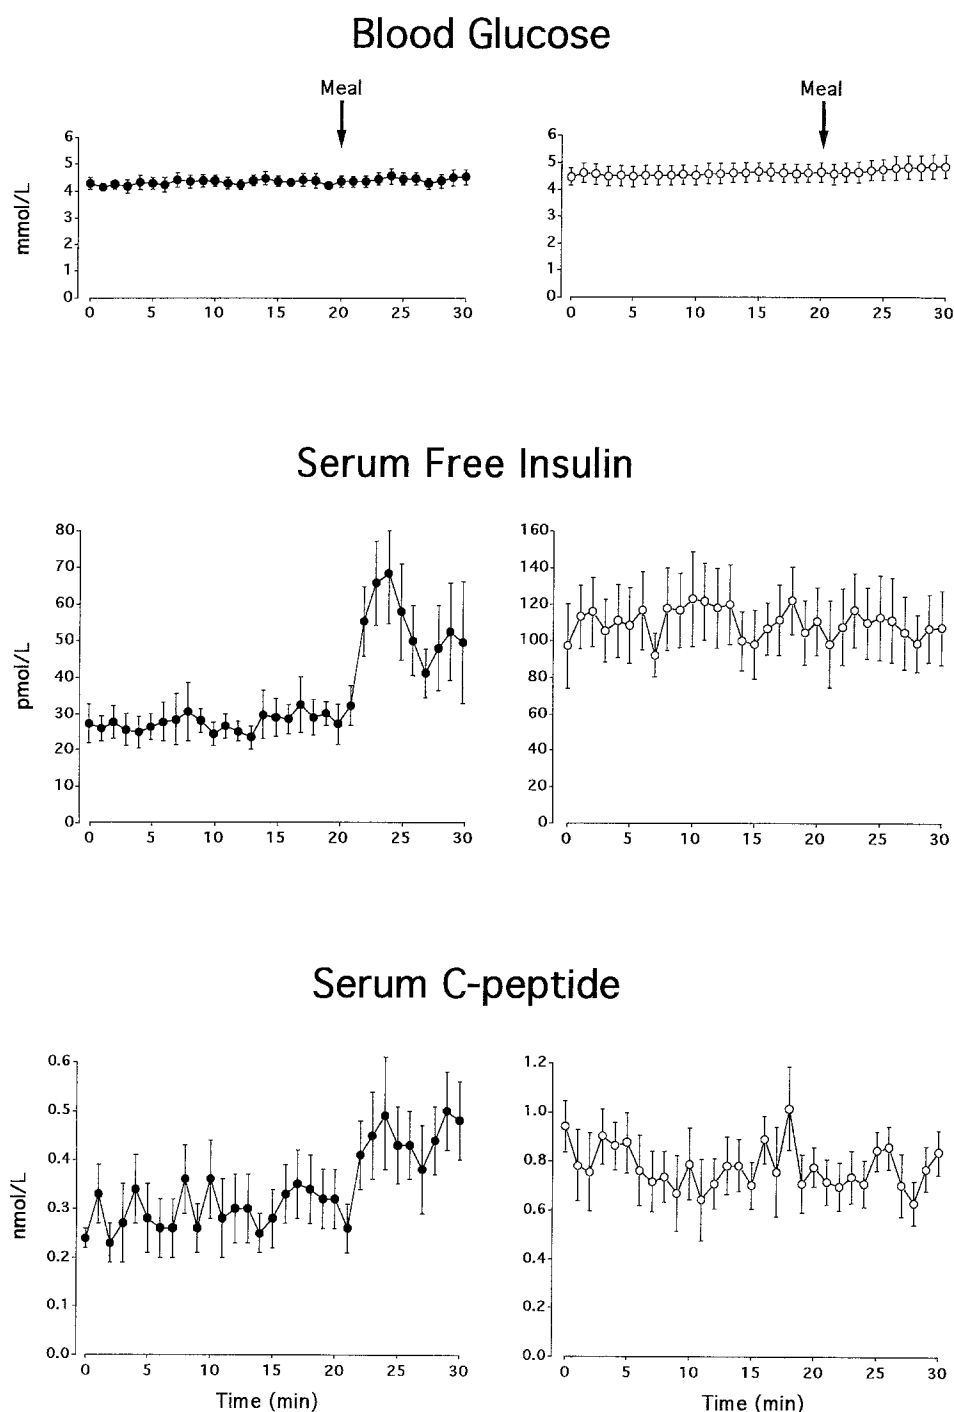 Blood Glucose
Meal Meal
mmol/L
6 5 4 3 2 1 0
0 5 10 15 20 25 30
6 5 4 3 2 1 0
0 5 10 15 20 25 30
Serum Free Insulin
pmol/L
80 70 60 50 40 30 20 10 0
0 5 10 15 20 25 30
160 140 120 100 80 60 40 20 0
0 5 10 15 20 25 30
Serum C-peptide
nmol/L
0.6 0.5 0.4 0.3 0.2 0.1 0.0
0 5 10 15 20 25 30
Time (min)
1.2 1.0 0.8 0.6 0.4 0.2 0.0
0 5 10 15 20 25 30
Time (min)